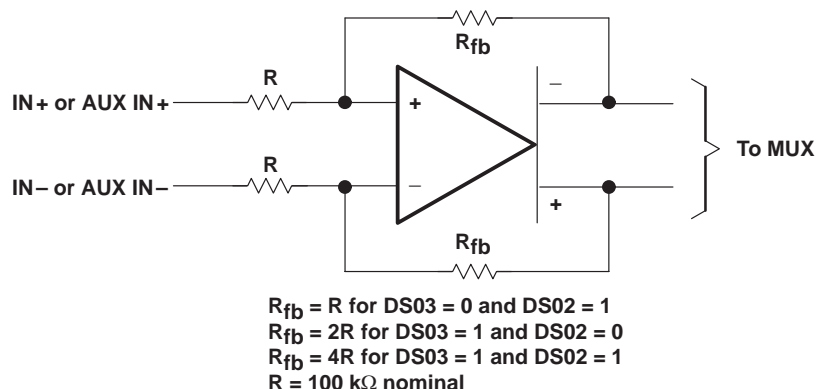 Rfb
R
IN+ or AUX IN+
+
−
To MUX
R
IN− or AUX IN−
−
+
Rfb
Rfb = R for DS03 = 0 and DS02 = 1
Rfb = 2R for DS03 = 1 and DS02 = 0
Rfb = 4R for DS03 = 1 and DS02 = 1
R = 100 kΩ nominal